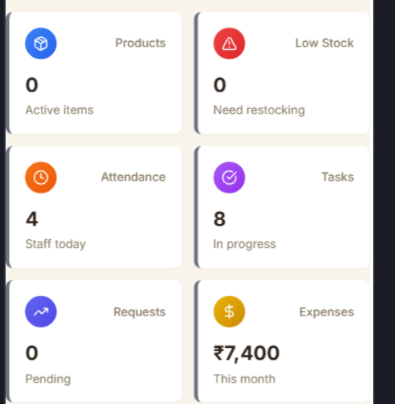 Products
0
Active items
Low Stock
0
Need restocking
Attendance
4
Staff today
Tasks
8
In progress
Requests
0
Pending
Expenses
₹7,400
This month